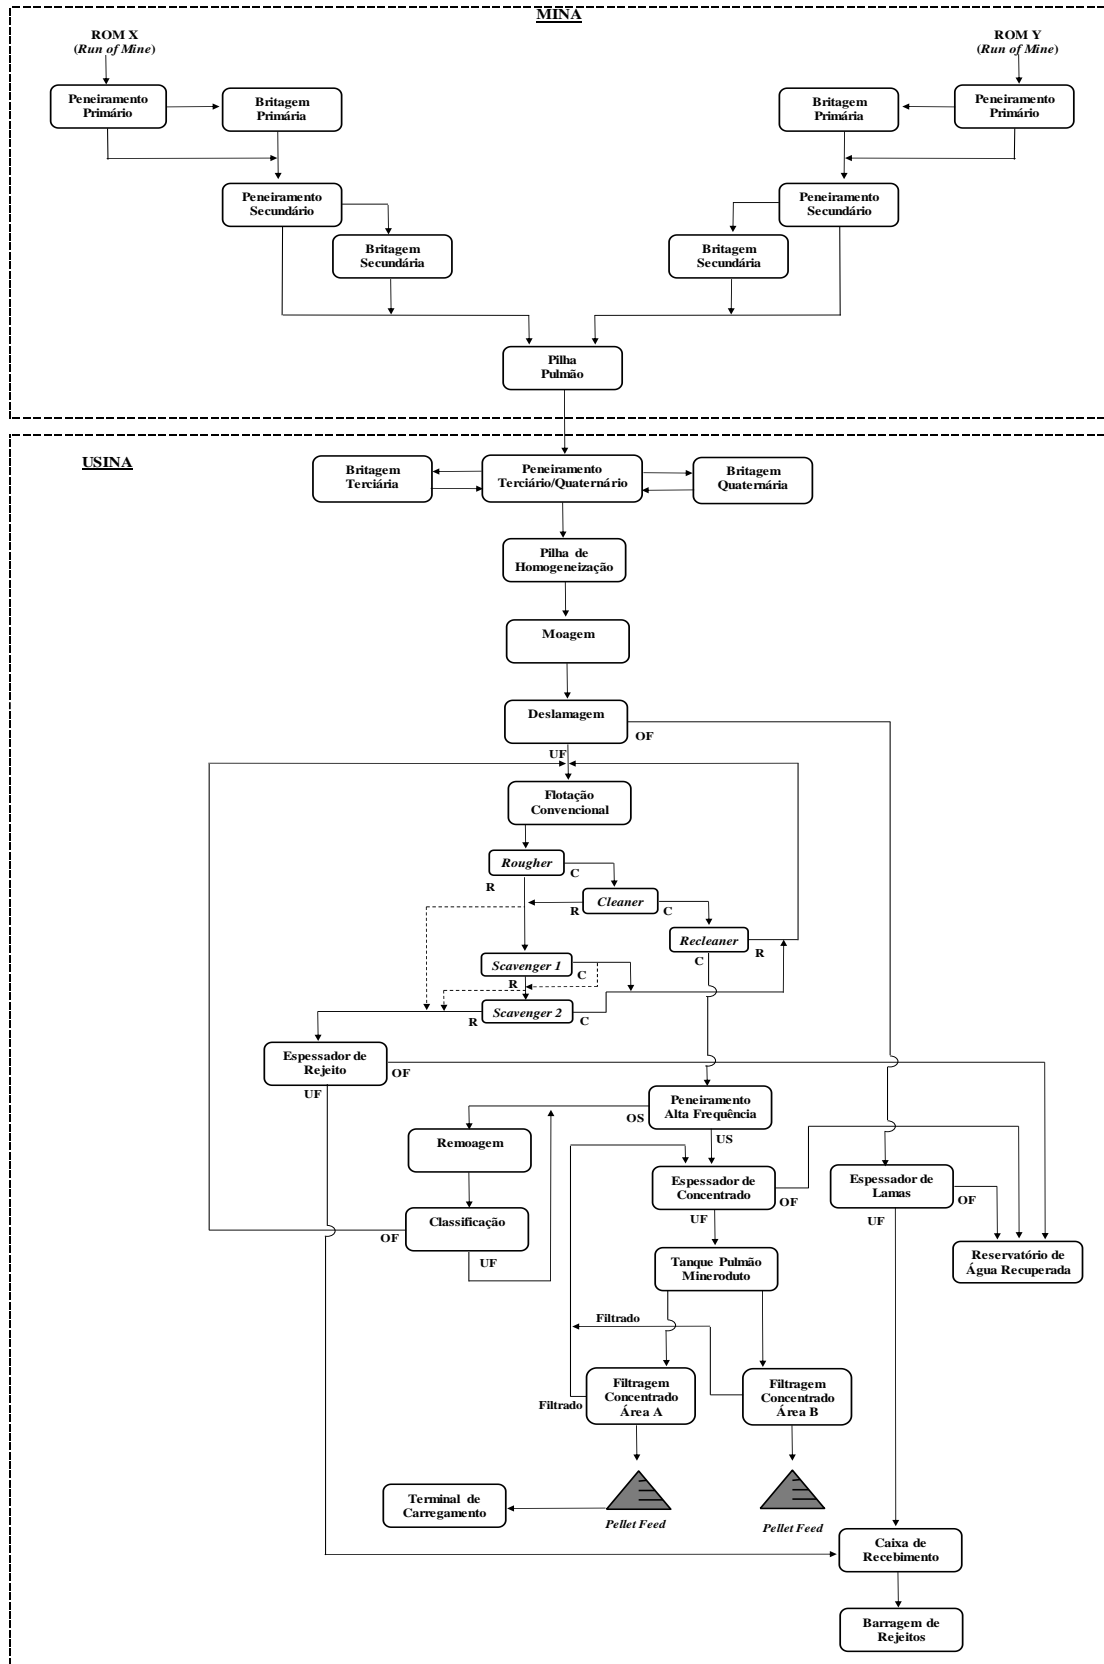 MINA
ROM X
(Run of Mine)
ROM Y
(Run of Mine)
Peneiramento
Primário
Britagem
Primária
Britagem
Primária
Peneiramento
Primário
Peneiramento
Secundário
Peneiramento
Secundário
Britagem
Secundária
Britagem
Secundária
Pilha
Pulmão
USINA
Britagem
Terciária
Peneiramento
Terciário/Quaternário
Britagem
Quaternária
Pilha de
Homogeneização
Moagem
Deslamagem
OF
UF
Flotação
Convencional
Rougher
C
R
Cleaner
R
C
Recleaner
C
R
Scavenger 1
C
R
Scavenger 2
R
C
Espessador de
Rejeito
OF
UF
Peneiramento
Alta Frequência
OS
US
Remoagem
Espessador de
Concentrado
OF
UF
Espessador de
Lamas
OF
UF
Classificação
OF
UF
Reservatório de
Água Recuperada
Tanque Pulmão
Mineroduto
Filtrado
Filtragem
Concentrado
Área A
Filtrado
Filtragem
Concentrado
Área B
Terminal de
Carregamento
Pellet Feed
Pellet Feed
Caixa de
Recebimento
Barragem de
Rejeitos